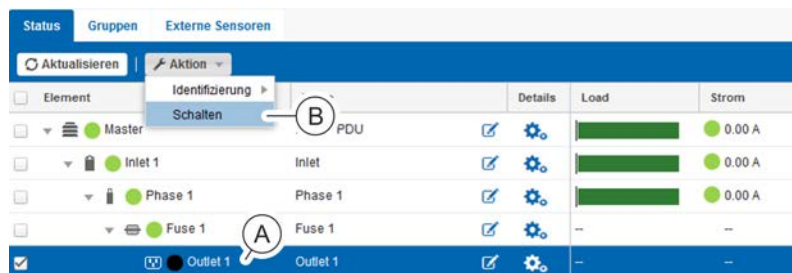 Status Gruppen Externe Sensoren
Aktualisieren | Aktion
Identifizierung
Schalten
B
Element Details Load Strom
Master PDU 0.00 A
Inlet 1 Inlet 0.00 A
Phase 1 Phase 1 0.00 A
Fuse 1 Fuse 1 -- --
A
Outlet 1 Outlet 1 -- --